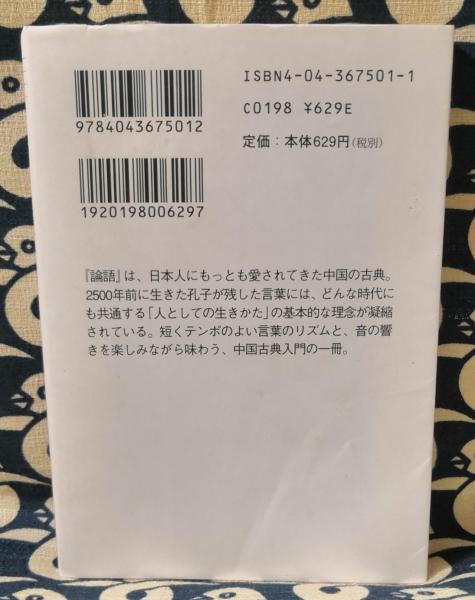 ISBN4-04-367501-1
C0198 ¥629E
定価：本体629円（税別）
9784043675012
1920198006297
『論語』は、日本人にもっとも愛されてきた中国の古典。
2500年前に生きた孔子が残した言葉には、どんな時代に
も共通する「人としての生きかた」の基本的な理念が凝縮
されている。短くテンポのよい言葉のリズムと、音の響
きを楽しみながら味わう、中国古典入門の一冊。